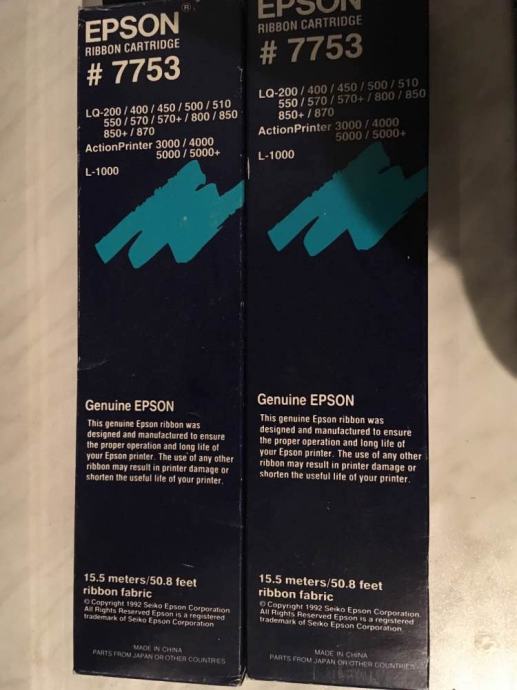 EPSON®
RIBBON CARTRIDGE
# 7753
LQ-200 / 400 / 450 / 500 / 510
550 / 570 / 570+ / 800 / 850
850+ / 870
ActionPrinter 3000 / 4000
5000 / 5000+
L-1000
Genuine EPSON
This genuine Epson ribbon was
designed and manufactured to ensure
the proper operation and long life of
your Epson printer. The use of any other
ribbon may result in printer damage or
shorten the useful life of your printer.
15.5 meters/50.8 feet
ribbon fabric
© Copyright 1992 Seiko Epson Corporation
All Rights Reserved Epson is a registered
trademark of Seiko Epson Corporation
MADE IN CHINA
PARTS FROM JAPAN OR OTHER COUNTRIES
EPSON
RIBBON CARTRIDGE
# 7753
LQ-200 / 400 / 450 / 500 / 510
550 / 570 / 570+ / 800 / 850
850+ / 870
ActionPrinter 3000 / 4000
5000 / 5000+
L-1000
Genuine EPSON
This genuine Epson ribbon was
designed and manufactured to ensure
the proper operation and long life of
your Epson printer. The use of any other
ribbon may result in printer damage or
shorten the useful life of your printer.
15.5 meters/50.8 feet
ribbon fabric
© Copyright 1992 Seiko Epson Corporation.
All Rights Reserved Epson is a registered
trademark of Seiko Epson Corporation.
MADE IN CHINA
PARTS FROM JAPAN OR OTHER COUNTRIES